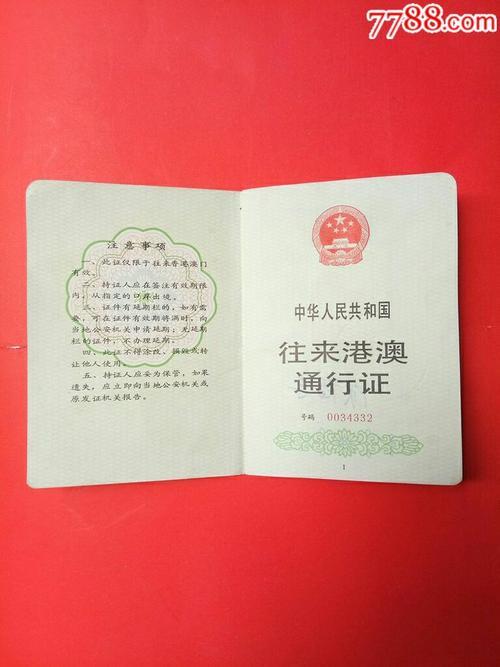 7788.com
注意事项
一、此证仅限于往来香港澳门
有效。
二、持证人应在签注有效期限
内，从指定的口岸出境。
三、证件有延期栏的，如有需
要，可在证件有效期将满时，向
当地公安机关申请延期；无延期
栏的证件，不办理延期。
四、此证不得涂改、损毁或转
让他人使用。
五、持证人应妥为保管，如果
遗失，应立即向当地公安机关或
原发证机关报告。
中华人民共和国
往来港澳
通行证
号码 0034332
1